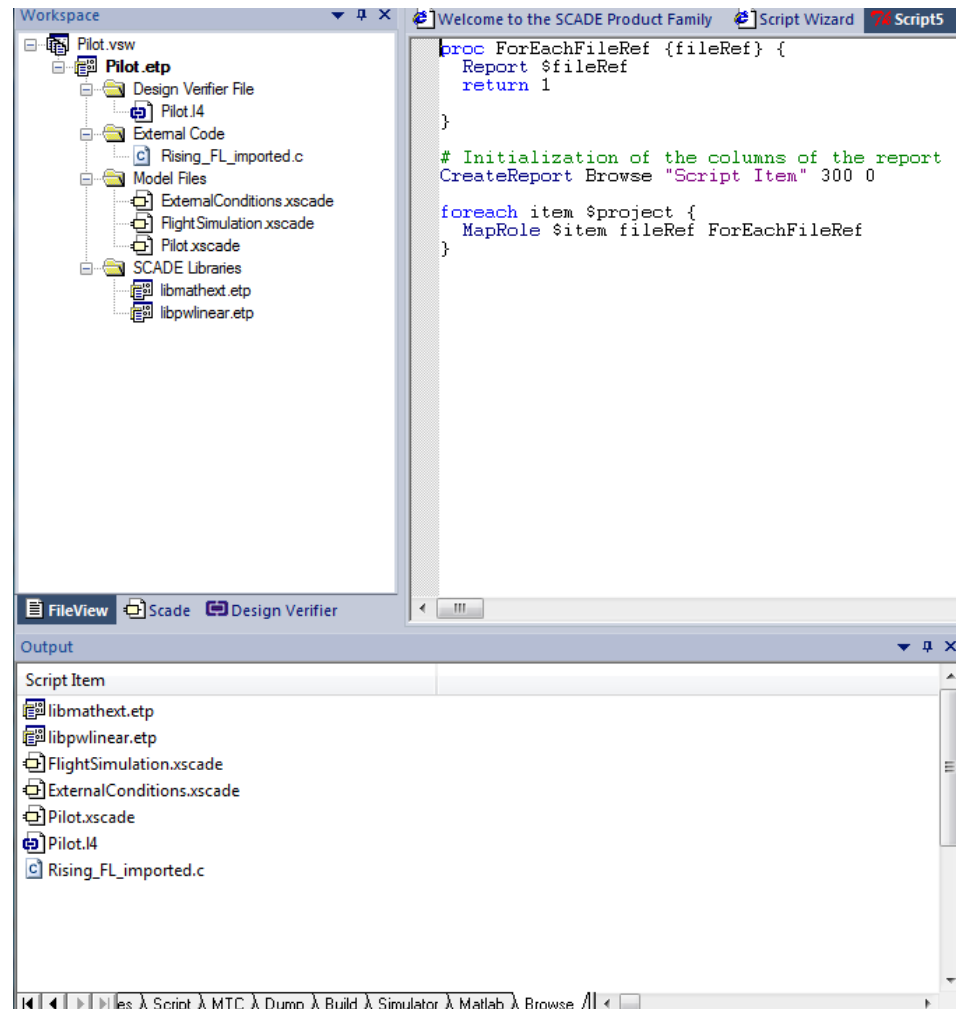 Workspace
Pilot.vsw
Pilot.etp
Design Verifier File
Pilot.l4
External Code
Rising_FL_imported.c
Model Files
ExternalConditions.xscade
FlightSimulation.xscade
Pilot.xscade
SCADE Libraries
libmathext.etp
libpwlinear.etp
FileView Scade Design Verifier
Welcome to the SCADE Product Family Script Wizard Script5
proc ForEachFileRef {fileRef} {
  Report $fileRef
  return 1
}
# Initialization of the columns of the report
CreateReport Browse "Script Item" 300 0
foreach item $project {
  MapRole $item fileRef ForEachFileRef
}
Output
Script Item
libmathext.etp
libpwlinear.etp
FlightSimulation.xscade
ExternalConditions.xscade
Pilot.xscade
Pilot.l4
Rising_FL_imported.c
es Script MTC Dump Build Simulator Matlab Browse